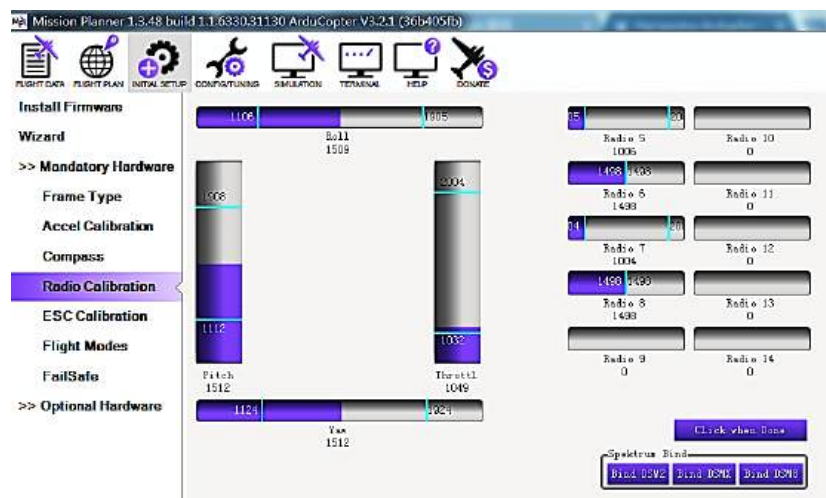 Mission Planner 1.3.48 build 1.1.6330.31130 ArduCopter V3.2.1 (36b405fb)
FLIGHT DATA FLIGHT PLAN INITIAL SETUP CONFIG/TUNING SIMULATION TERMINAL HELP DONATE
Install Firmware
Wizard
>> Mandatory Hardware
Frame Type
Accel Calibration
Compass
Radio Calibration
ESC Calibration
Flight Modes
FailSafe
>> Optional Hardware
1106 1905
Roll
1509
1908
1112
Pitch
1512
2004
1032
Throttl
1049
1124 1924
Yaw
1512
05 20
Radio 5
1006
1498 1498
Radio 6
1498
04 20
Radio 7
1004
1498 1498
Radio 8
1498
Radio 9
0
Radio 10
0
Radio 11
0
Radio 12
0
Radio 13
0
Radio 14
0
Click when Done
Spektrum Bind
Bind DSM2 Bind DSMX Bind DSM8